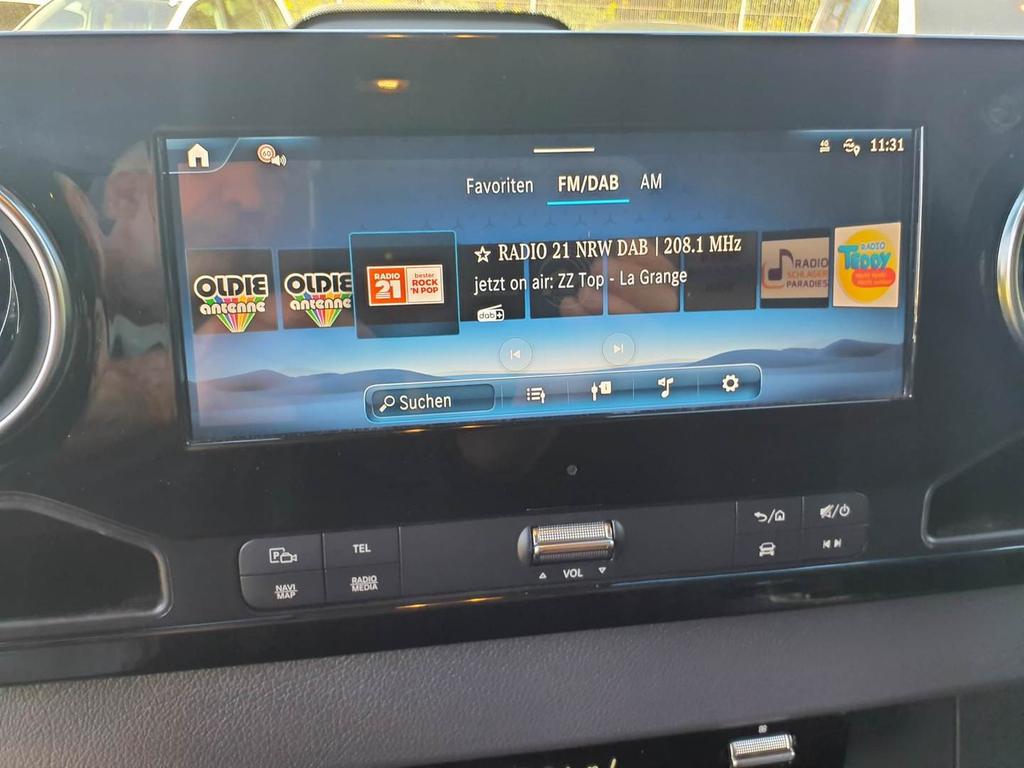 4G 11:31
Favoriten FM/DAB AM
☆ RADIO 21 NRW DAB | 208.1 MHz
jetzt on air: ZZ Top - La Grange
dab+
OLDIE antenne
OLDIE antenne
RADIO 21 bester ROCK 'N POP
RADIO SCHLAGER PARADIES
RADIO TEDDY
Suchen
P TEL
NAVI MAP RADIO MEDIA
VOL